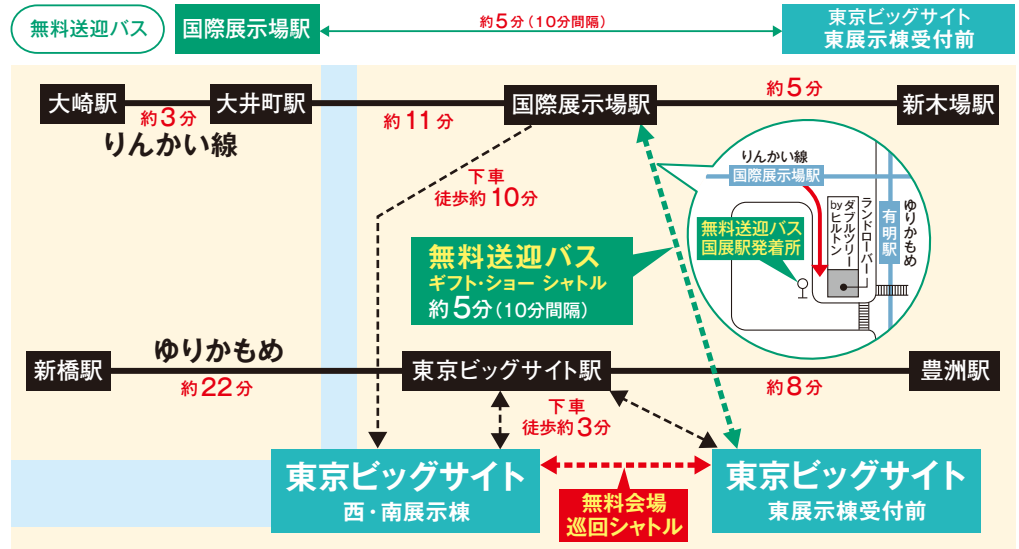 無料送迎バス
国際展示場駅
約5分(10分間隔)
東京ビッグサイト
東展示棟受付前
大崎駅
約3分
大井町駅
りんかい線
約11分
国際展示場駅
約5分
新木場駅
下車
徒歩約10分
無料送迎バス
ギフト・ショー シャトル
約5分(10分間隔)
りんかい線
国際展示場駅
無料送迎バス
国展駅発着所
ダブルツリー
byヒルトン
ランドローバー
有明駅
ゆりかもめ
新橋駅
ゆりかもめ
約22分
東京ビッグサイト駅
約8分
豊洲駅
下車
徒歩約3分
東京ビッグサイト
西・南展示棟
無料会場
巡回シャトル
東京ビッグサイト
東展示棟受付前